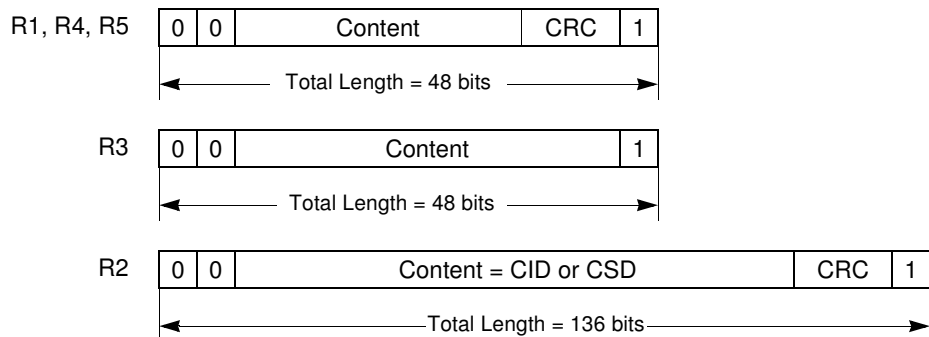 R1, R4, R5 0 0 Content CRC 1
Total Length = 48 bits
R3 0 0 Content 1
Total Length = 48 bits
R2 0 0 Content = CID or CSD CRC 1
Total Length = 136 bits